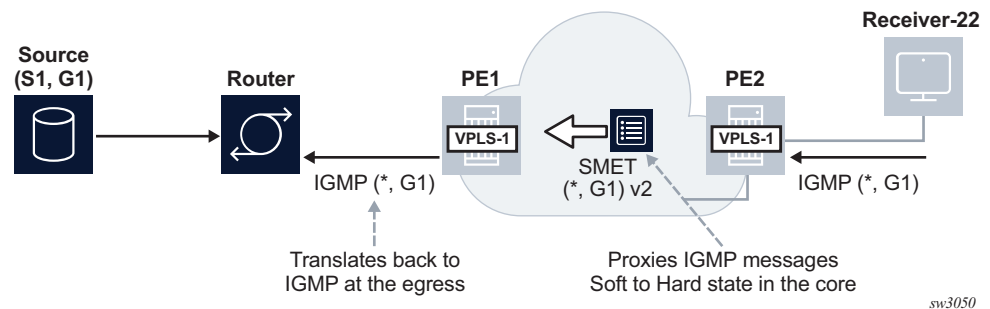 Receiver-22
Source
(S1, G1)
Router
PE1
PE2
VPLS-1
VPLS-1
SMET
(*, G1) v2
IGMP (*, G1)
IGMP (*, G1)
Translates back to
IGMP at the egress
Proxies IGMP messages
Soft to Hard state in the core
sw3050